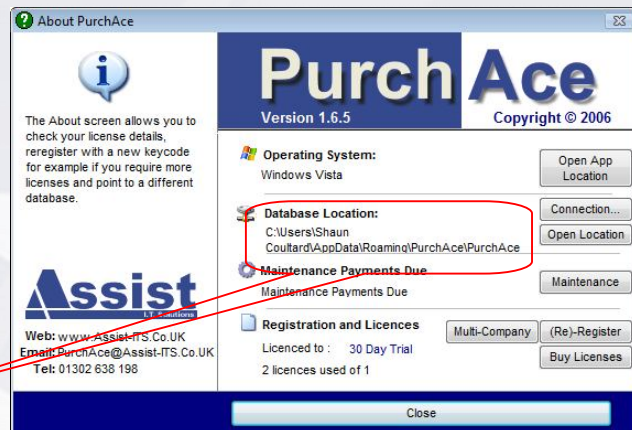 About PurchAce
The About screen allows you to
check your license details,
reregister with a new keycode
for example if you require more
licenses and point to a different
database.
Assist
I.T. Solutions
Web: www.Assist-ITS.Co.UK
Email: PurchAce@Assist-ITS.Co.UK
Tel: 01302 638 198
PurchAce
Version 1.6.5
Copyright © 2006
Operating System:
Windows Vista
Open App
Location
Database Location:
C:\Users\Shaun
Coultard\AppData\Roaming\PurchAce\PurchAce
Connection...
Open Location
Maintenance Payments Due
Maintenance Payments Due
Maintenance
Registration and Licences
Licenced to : 30 Day Trial
2 licences used of 1
Multi-Company
(Re)-Register
Buy Licenses
Close